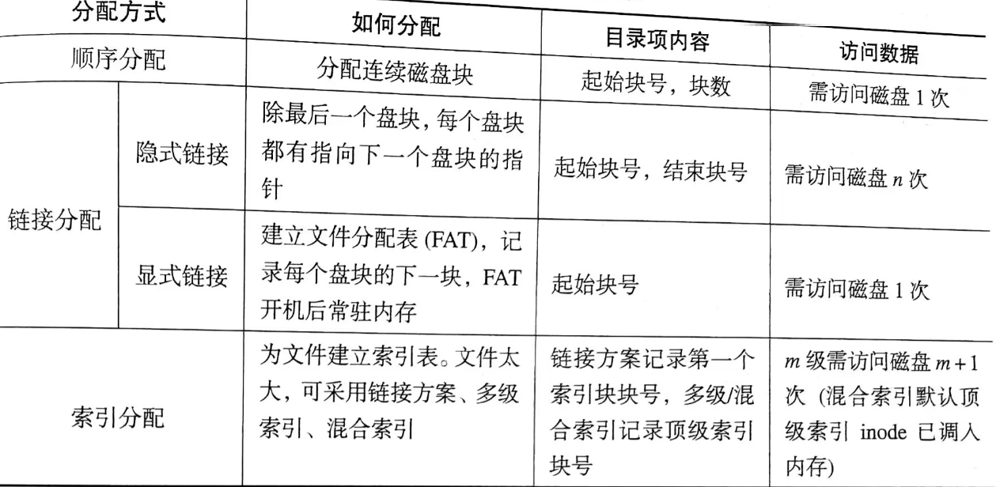 分配方式 如何分配 目录项内容 访问数据
顺序分配 分配连续磁盘块 起始块号，块数 需访问磁盘 1 次
链接分配
隐式链接
除最后一个盘块，每个盘块
都有指向下一个盘块的指
针
起始块号，结束块号
需访问磁盘 n 次
显式链接
建立文件分配表 (FAT)，记
录每个盘块的下一块，FAT
开机后常驻内存
起始块号
需访问磁盘 1 次
索引分配
为文件建立索引表。文件太
大，可采用链接方案、多级
索引、混合索引
链接方案记录第一个
索引块块号，多级/混
合索引记录顶级索引
块号
m 级需访问磁盘 m+1
次 (混合索引默认顶
级索引 inode 已调入
内存)